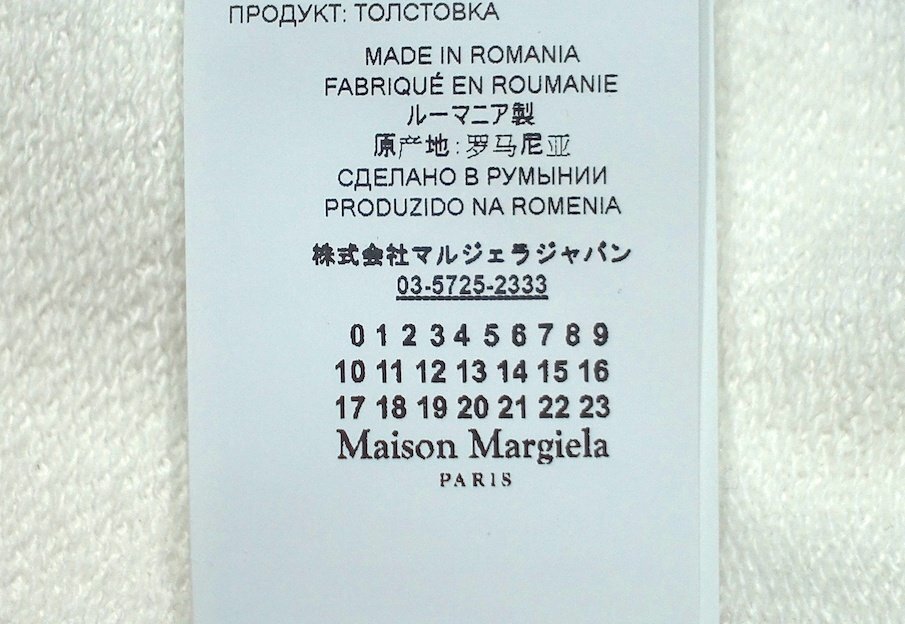 ПРОДУКТ: ТОЛСТОВКА
MADE IN ROMANIA
FABRIQUÉ EN ROUMANIE
ルーマニア製
原产地:罗马尼亚
СДЕЛАНО В РУМЫНИИ
PRODUZIDO NA ROMENIA
株式会社マルジェラジャパン
03-5725-2333
0 1 2 3 4 5 6 7 8 9
10 11 12 13 14 15 16
17 18 19 20 21 22 23
Maison Margiela
PARIS